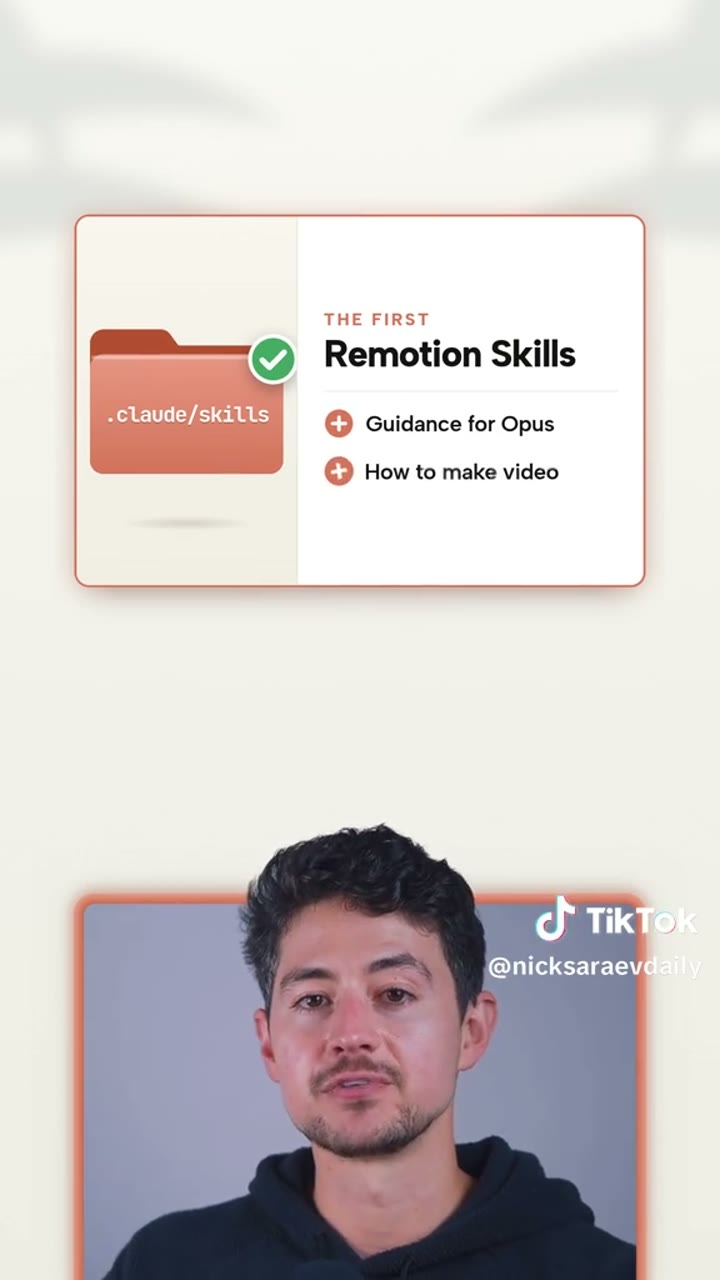 THE FIRST
Remotion Skills
.claude/skills
Guidance for Opus
How to make video
TikTok
@nicksaraevdaily